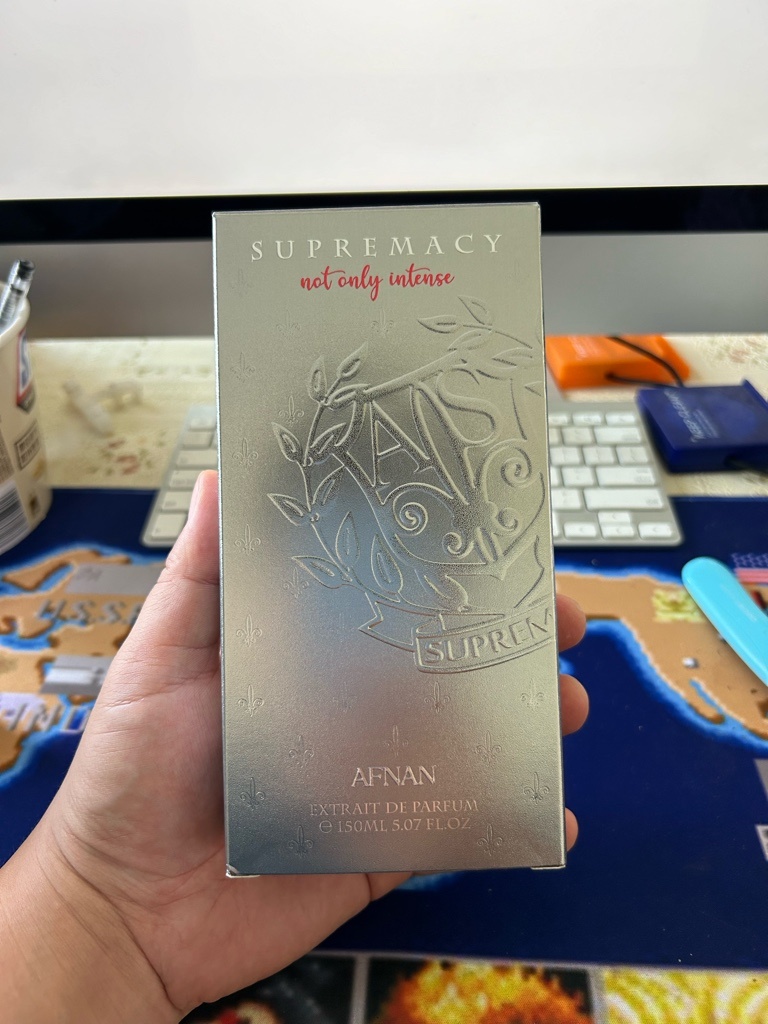 SUPREMACY
not only intense
SUPREM
AFNAN
EXTRAIT DE PARFUM
℮ 150ML 5.07 FL.OZ